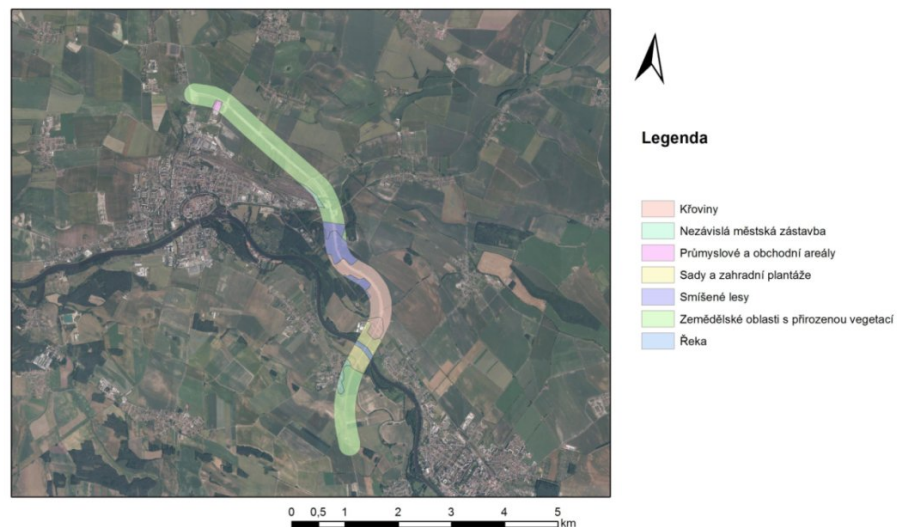 Legenda
Křoviny
Nezávislá městská zástavba
Průmyslové a obchodní areály
Sady a zahradní plantáže
Smíšené lesy
Zemědělské oblasti s přirozenou vegetací
Řeka
0 0,5 1 2 3 4 5
km